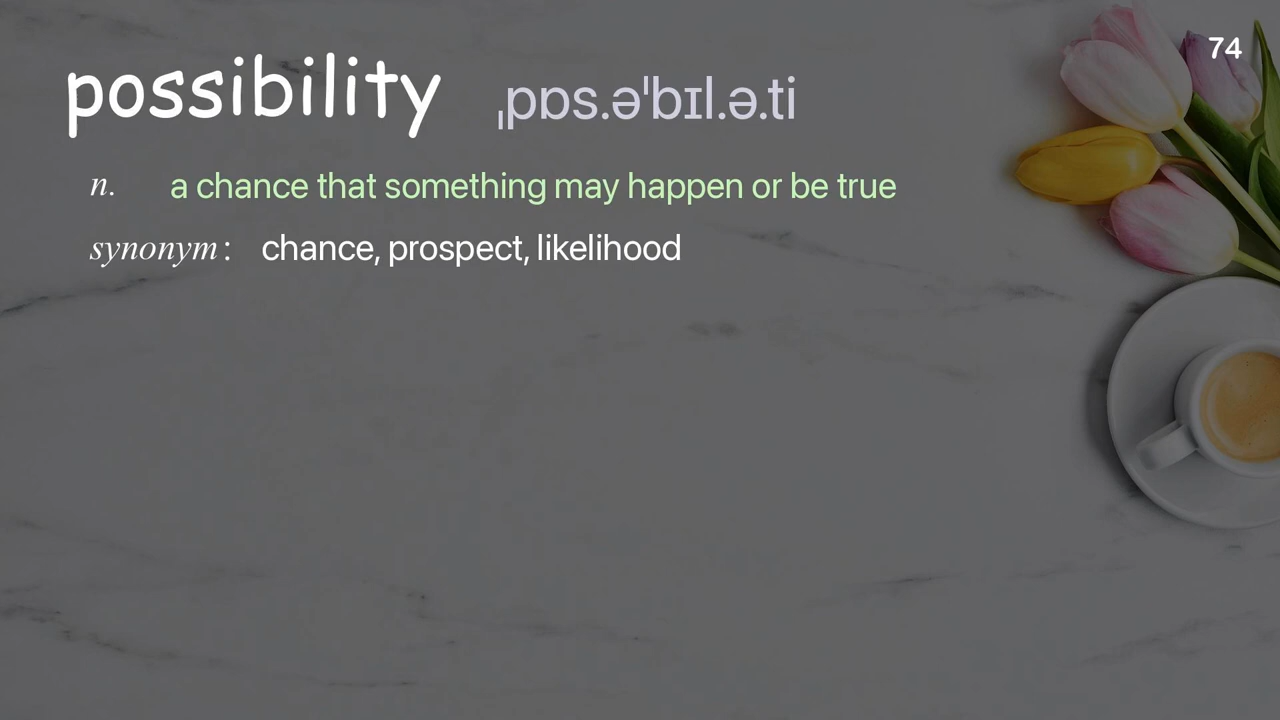 74
possibility ˌpɒs.əˈbɪl.ə.ti
n. a chance that something may happen or be true
synonym: chance, prospect, likelihood